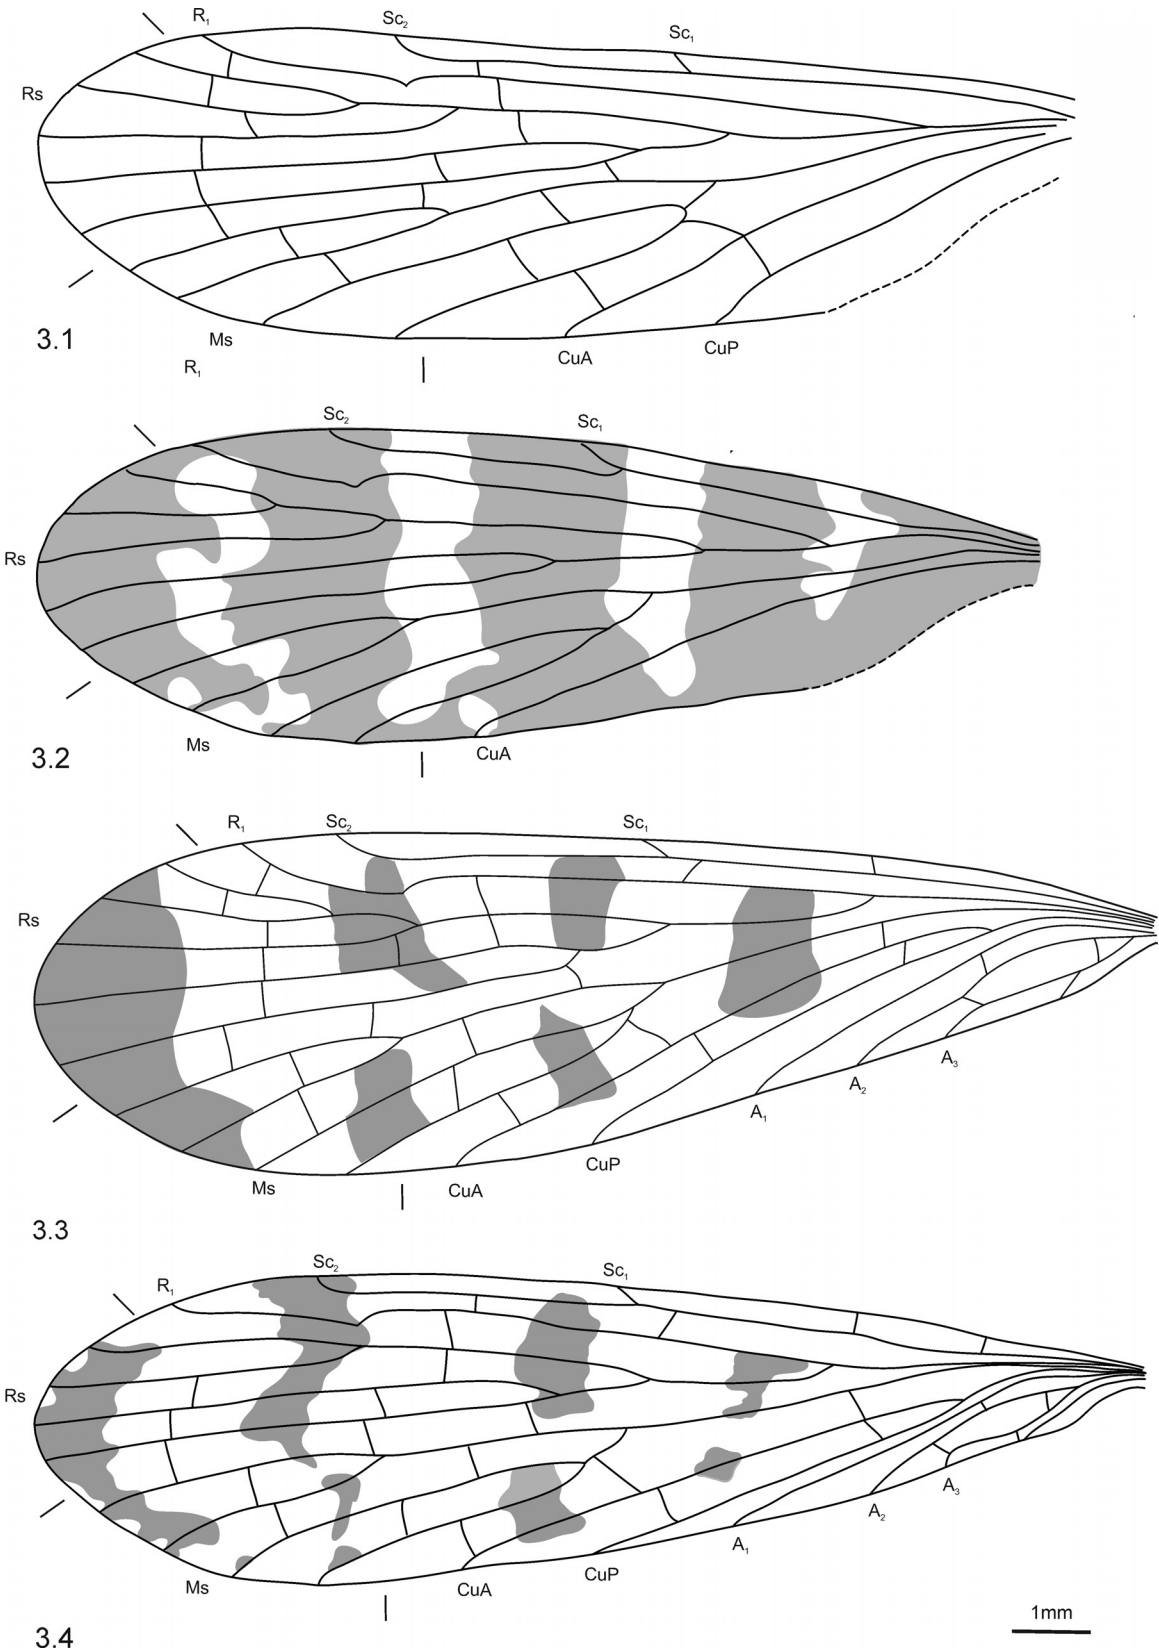 R₁ Sc₂ Sc₁
Rs
3.1
Ms CuA CuP
R₁
Sc₂ Sc₁
Rs
Ms CuA
3.2
R₁ Sc₂ Sc₁
Rs
A₃
A₂
A₁
CuP
Ms CuA
3.3
Sc₂ Sc₁
R₁
Rs
A₃
A₂
A₁
CuP
Ms CuA
1mm
3.4